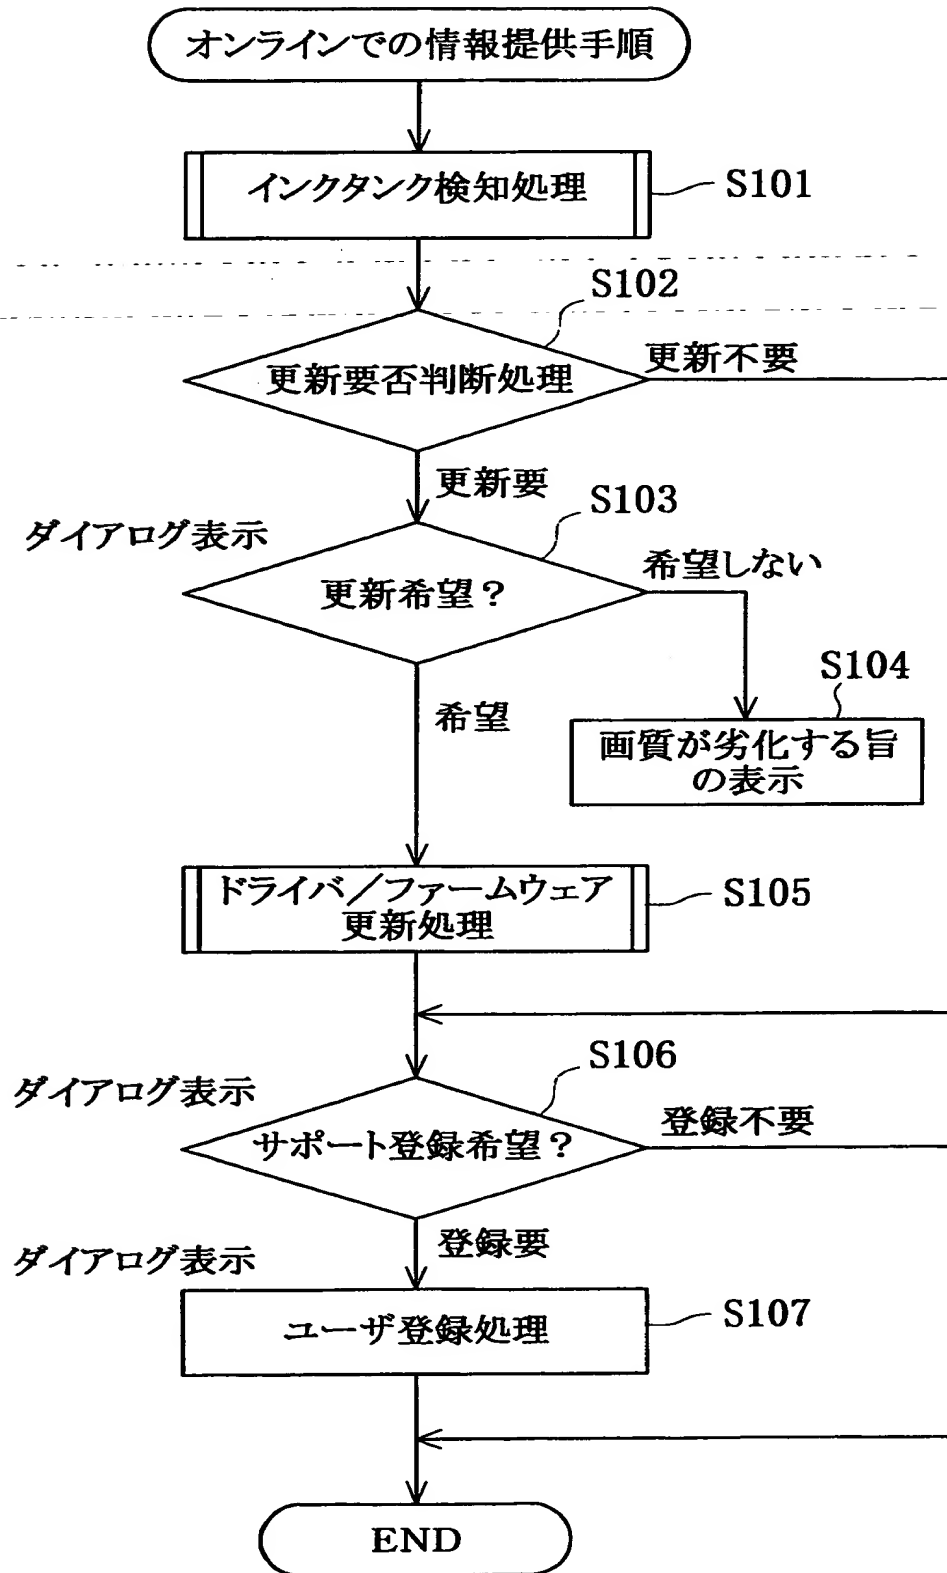 オンラインでの情報提供手順
インクタンク検知処理
S101
S102
更新要否判断処理
更新不要
更新要
S103
ダイアログ表示
更新希望？
希望しない
S104
希望
画質が劣化する旨
の表示
ドライバ／ファームウェア
更新処理
S105
S106
ダイアログ表示
サポート登録希望？
登録不要
登録要
ダイアログ表示
ユーザ登録処理
S107
END